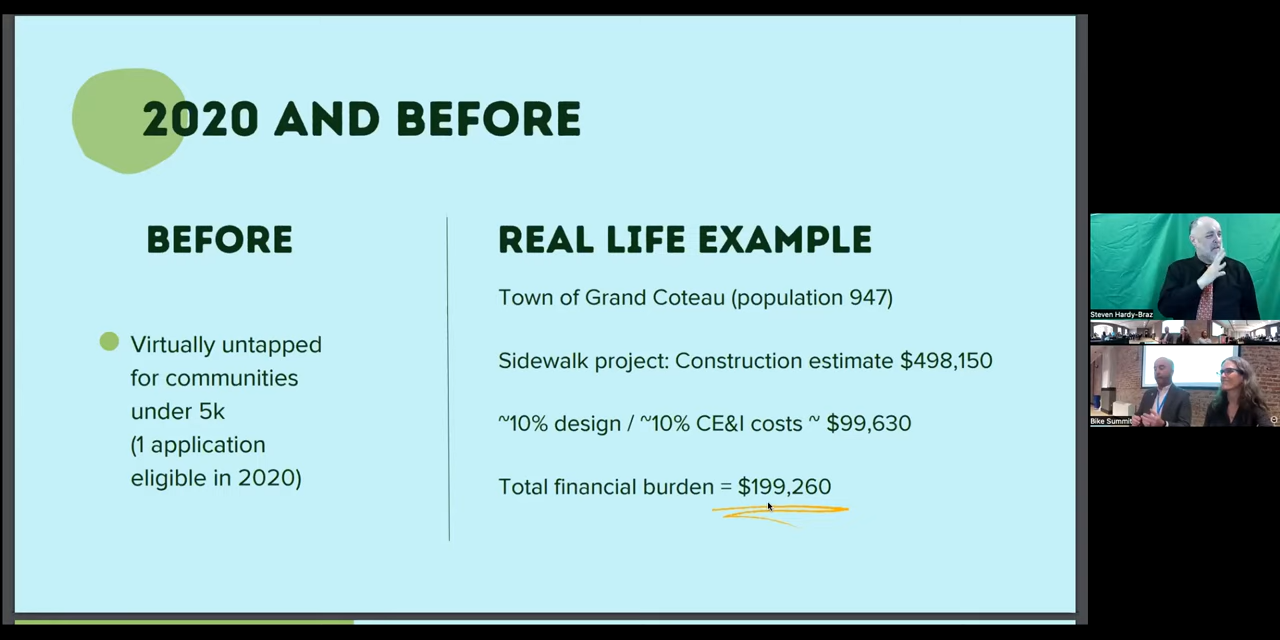 2020 AND BEFORE
BEFORE
Virtually untapped
for communities
under 5k
(1 application
eligible in 2020)
REAL LIFE EXAMPLE
Town of Grand Coteau (population 947)
Sidewalk project: Construction estimate $498,150
~10% design / ~10% CE&I costs ~ $99,630
Total financial burden = $199,260
Steven Hardy-Braz
Bike Summit